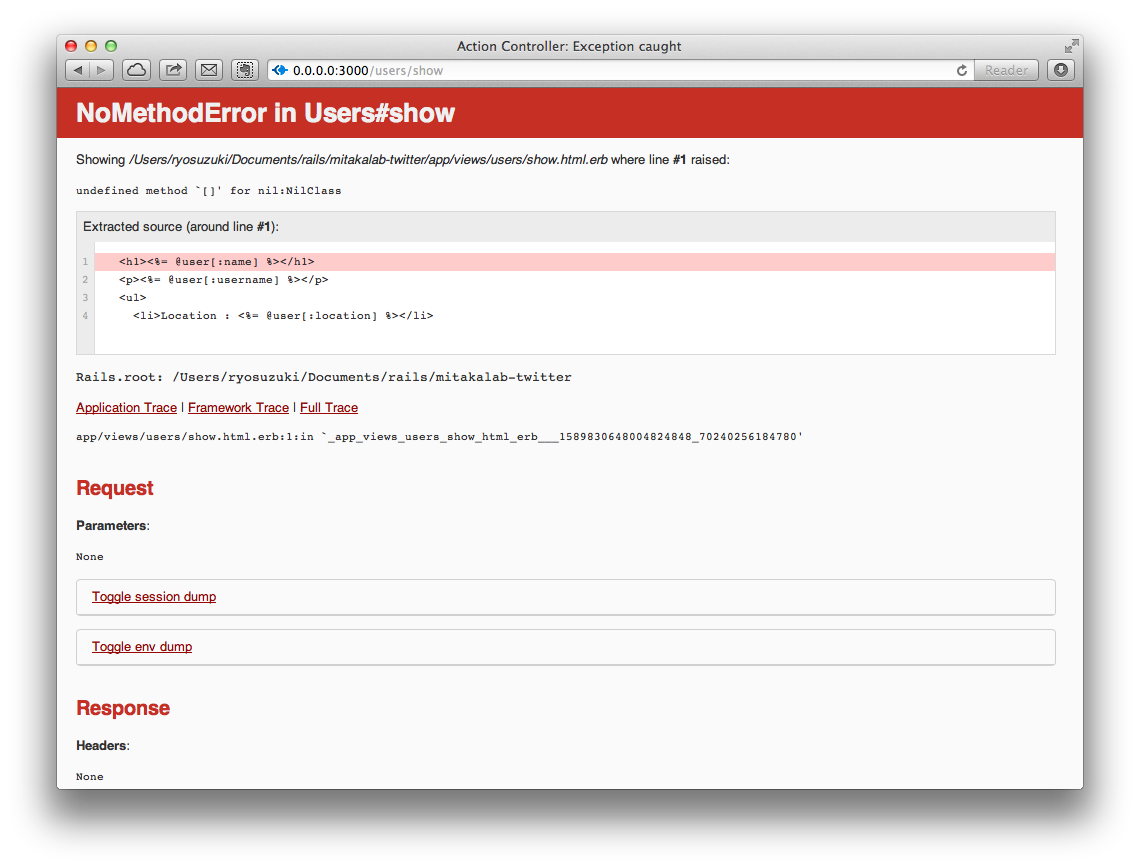 Action Controller: Exception caught
0.0.0.0:3000/users/show
Reader
NoMethodError in Users#show
Showing /Users/ryosuzuki/Documents/rails/mitakalab-twitter/app/views/users/show.html.erb where line #1 raised:
undefined method `[]' for nil:NilClass
Extracted source (around line #1):
1 <h1><%= @user[:name] %></h1>
2 <p><%= @user[:username] %></p>
3 <ul>
4 <li>Location : <%= @user[:location] %></li>
Rails.root: /Users/ryosuzuki/Documents/rails/mitakalab-twitter
Application Trace | Framework Trace | Full Trace
app/views/users/show.html.erb:1:in `_app_views_users_show_html_erb___1589830648004824848_70240256184780'
Request
Parameters:
None
Toggle session dump
Toggle env dump
Response
Headers:
None